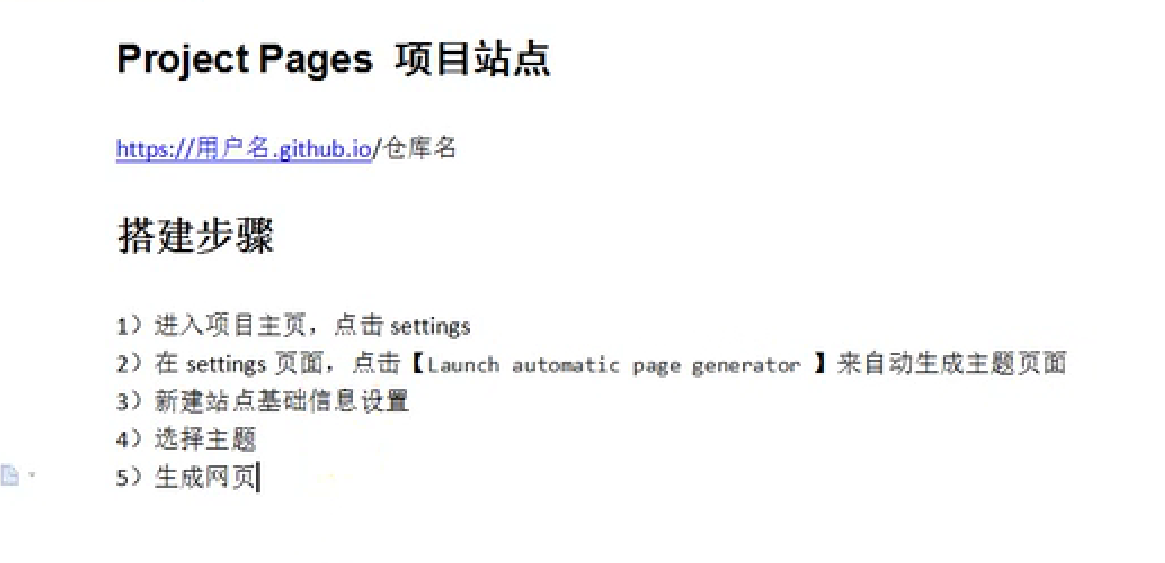 Project Pages 项目站点
https://用户名.github.io/仓库名
搭建步骤
1）进入项目主页，点击 settings
2）在 settings 页面，点击【Launch automatic page generator 】来自动生成主题页面
3）新建站点基础信息设置
4）选择主题
5）生成网页